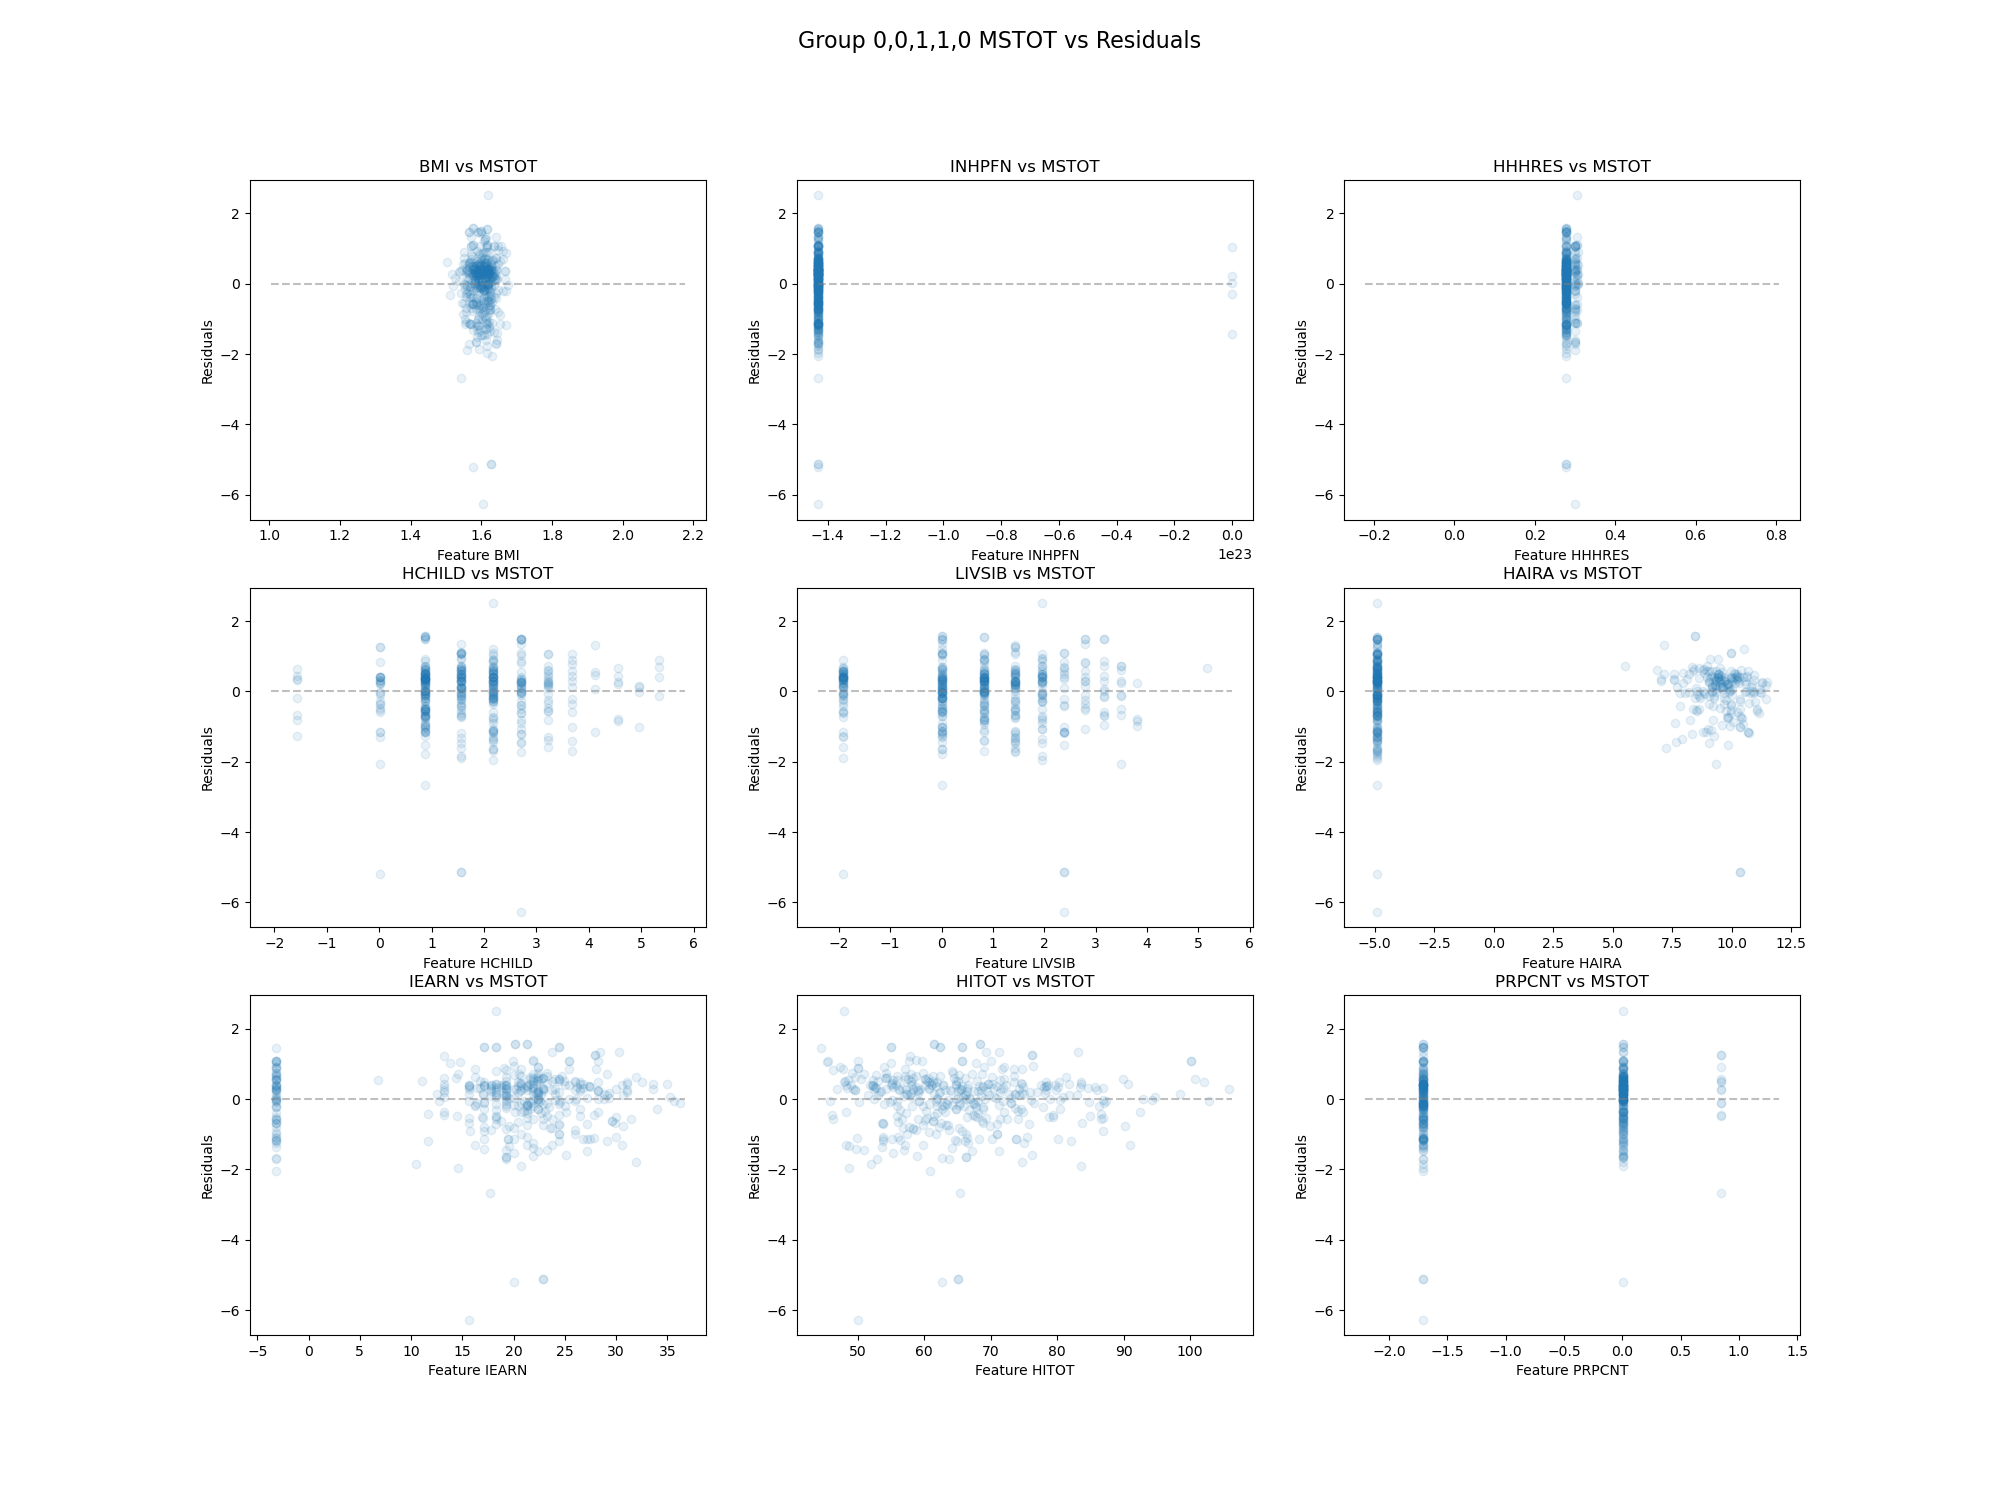 Group 0,0,1,1,0 MSTOT vs Residuals
BMI vs MSTOT
INHPFN vs MSTOT
HHHRES vs MSTOT
2
0
−2
−4
−6
Residuals
1.0 1.2 1.4 1.6 1.8 2.0 2.2
Feature BMI
2
0
−2
−4
−6
Residuals
−1.4 −1.2 −1.0 −0.8 −0.6 −0.4 −0.2 0.0
Feature INHPFN
1e23
2
0
−2
−4
−6
Residuals
−0.2 0.0 0.2 0.4 0.6 0.8
Feature HHHRES
HCHILD vs MSTOT
LIVSIB vs MSTOT
HAIRA vs MSTOT
2
0
−2
−4
−6
Residuals
−2 −1 0 1 2 3 4 5 6
Feature HCHILD
2
0
−2
−4
−6
Residuals
−2 −1 0 1 2 3 4 5 6
Feature LIVSIB
2
0
−2
−4
−6
Residuals
−5.0 −2.5 0.0 2.5 5.0 7.5 10.0 12.5
Feature HAIRA
IEARN vs MSTOT
HITOT vs MSTOT
PRPCNT vs MSTOT
2
0
−2
−4
−6
Residuals
−5 0 5 10 15 20 25 30 35
Feature IEARN
2
0
−2
−4
−6
Residuals
50 60 70 80 90 100
Feature HITOT
2
0
−2
−4
−6
Residuals
−2.0 −1.5 −1.0 −0.5 0.0 0.5 1.0 1.5
Feature PRPCNT